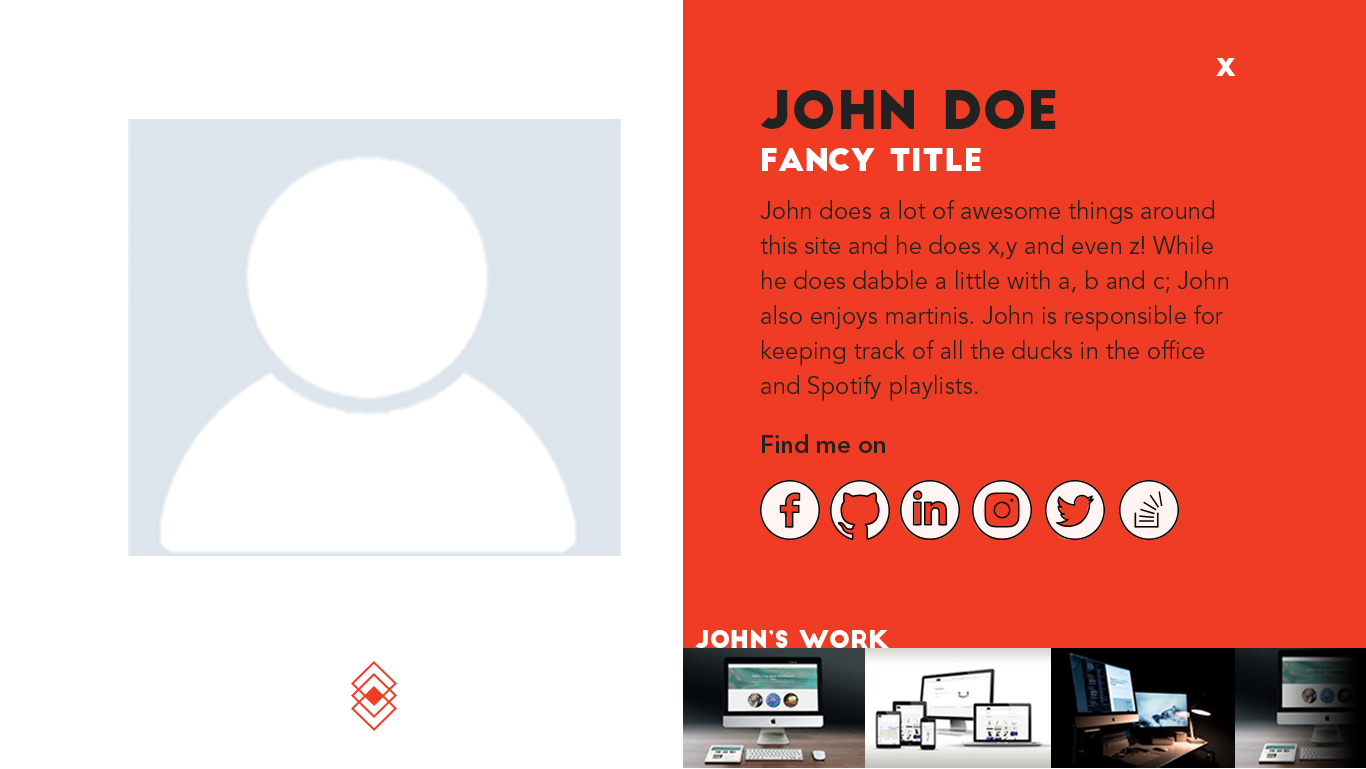 X
JOHN DOE
FANCY TITLE
John does a lot of awesome things around
this site and he does x,y and even z! While
he does dabble a little with a, b and c; John
also enjoys martinis. John is responsible for
keeping track of all the ducks in the office
and Spotify playlists.
Find me on
JOHN'S WORK